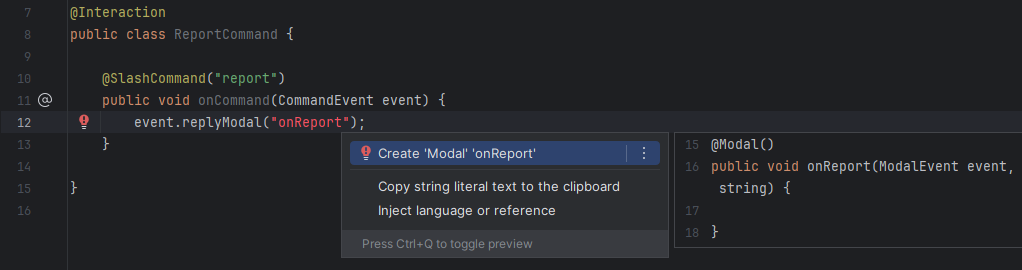 7 @Interaction
8 public class ReportCommand {
9
10 @SlashCommand("report")
11 @ public void onCommand(CommandEvent event) {
12 event.replyModal("onReport");
13 }
14
15 }
16
Create 'Modal' 'onReport'
Copy string literal text to the clipboard
Inject language or reference
Press Ctrl+Q to toggle preview
15 @Modal()
16 public void onReport(ModalEvent event,
string) {
17
18 }